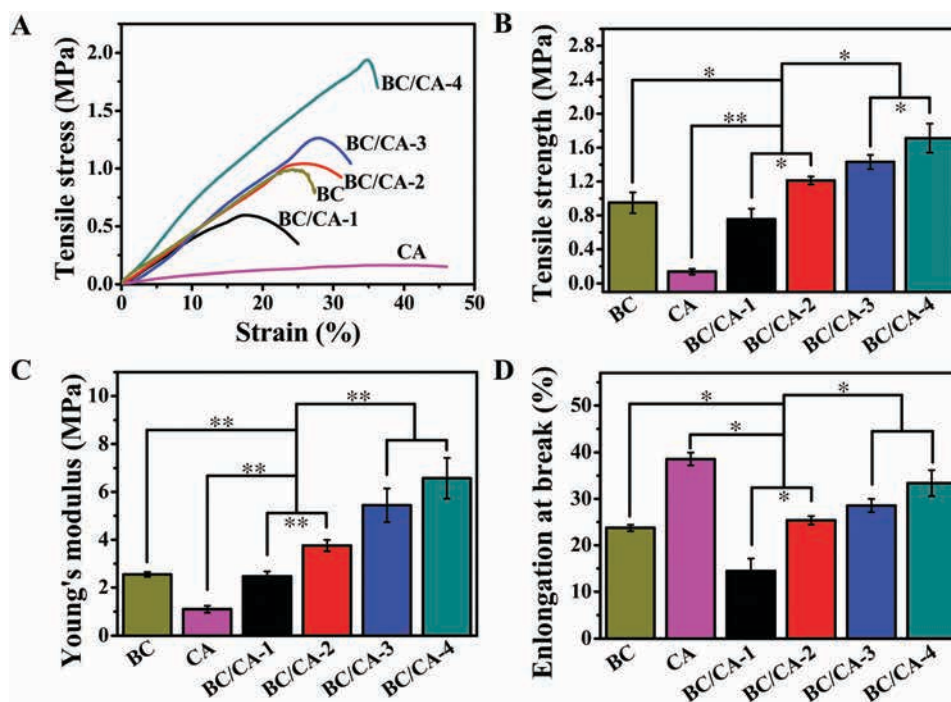 A
Tensile stress (MPa)
2.0
1.5
1.0
0.5
0.0
BC/CA-4
BC/CA-3
BC/CA-2
BC
BC/CA-1
CA
0
10
20
30
40
50
Strain (%)
B
Tensile strength (MPa)
2.8
2.4
1.6
1.2
0.8
0.4
0.0
*
*
**
*
*
BC
CA
BC/CA-1
BC/CA-2
BC/CA-3
BC/CA-4
C
Young's modulus (MPa)
10
8
6
4
2
0
**
**
**
**
BC
CA
BC/CA-1
BC/CA-2
BC/CA-3
BC/CA-4
D
Enlongation at break (%)
50
40
30
20
10
0
*
*
*
*
BC
CA
BC/CA-1
BC/CA-2
BC/CA-3
BC/CA-4